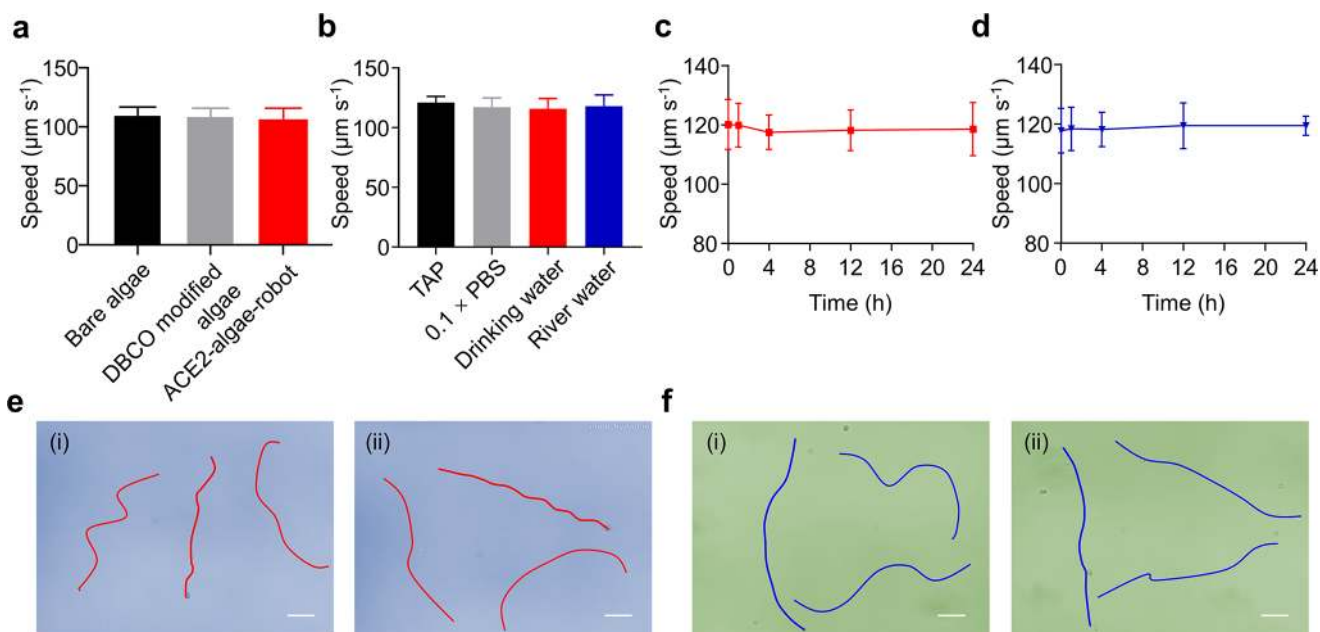 a
150
100
50
0
Speed (µm s⁻¹)
Bare algae
DBCO modified
algae
ACE2-algae-robot
b
150
100
50
0
Speed (µm s⁻¹)
TAP
0.1 × PBS
Drinking water
River water
c
140
120
100
80
Speed (µm s⁻¹)
0 4 8 12 16 20 24
Time (h)
d
140
120
100
80
Speed (µm s⁻¹)
0 4 8 12 16 20 24
Time (h)
e
(i)
(ii)
f
(i)
(ii)